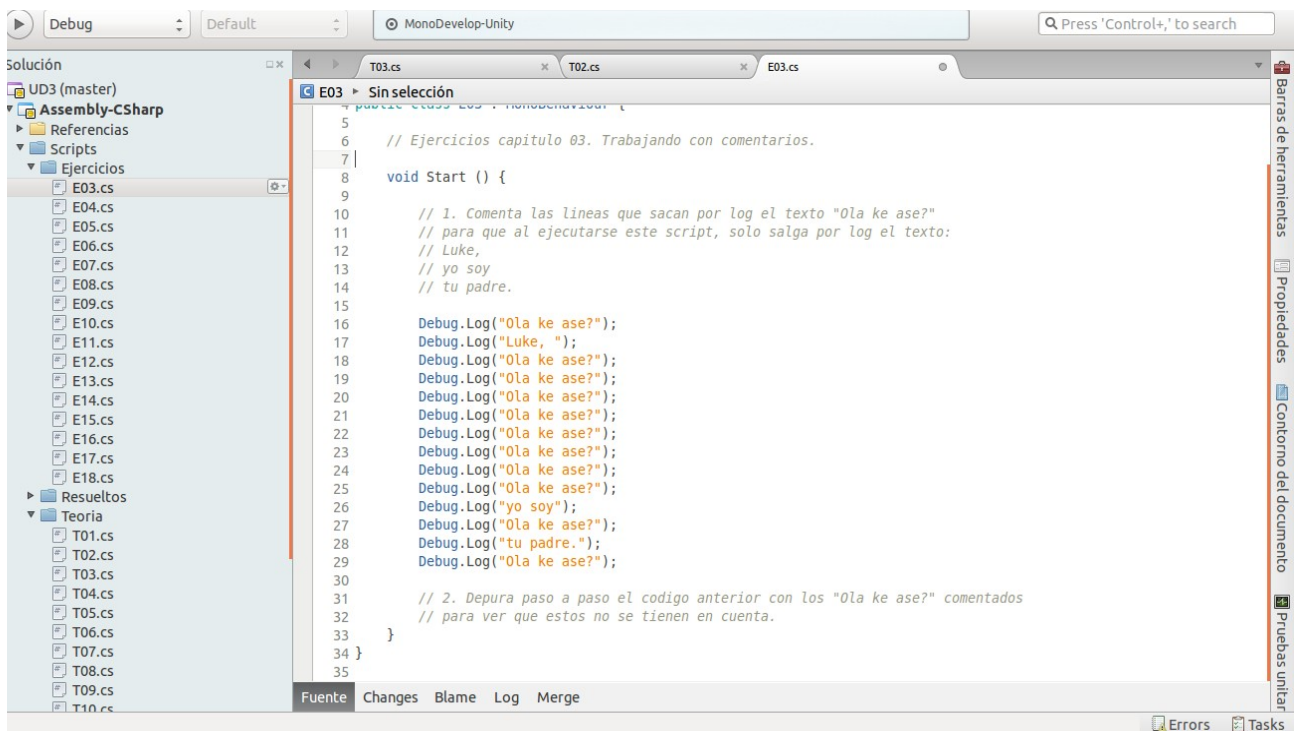 Debug
Default
MonoDevelop-Unity
Press 'Control+,' to search
Solución
T03.cs
T02.cs
E03.cs
UD3 (master)
Assembly-CSharp
Referencias
Scripts
Ejercicios
E03.cs
E04.cs
E05.cs
E06.cs
E07.cs
E08.cs
E09.cs
E10.cs
E11.cs
E12.cs
E13.cs
E14.cs
E15.cs
E16.cs
E17.cs
E18.cs
Resueltos
Teoria
T01.cs
T02.cs
T03.cs
T04.cs
T05.cs
T06.cs
T07.cs
T08.cs
T09.cs
T10.cs
C E03 Sin selección
4 public class E03 : MonoBehaviour {
5
6 // Ejercicios capitulo 03. Trabajando con comentarios.
7
8 void Start () {
9
10 // 1. Comenta las lineas que sacan por log el texto "Ola ke ase?"
11 // para que al ejecutarse este script, solo salga por log el texto:
12 // Luke,
13 // yo soy
14 // tu padre.
15
16 Debug.Log("Ola ke ase?");
17 Debug.Log("Luke, ");
18 Debug.Log("Ola ke ase?");
19 Debug.Log("Ola ke ase?");
20 Debug.Log("Ola ke ase?");
21 Debug.Log("Ola ke ase?");
22 Debug.Log("Ola ke ase?");
23 Debug.Log("Ola ke ase?");
24 Debug.Log("Ola ke ase?");
25 Debug.Log("Ola ke ase?");
26 Debug.Log("yo soy");
27 Debug.Log("Ola ke ase?");
28 Debug.Log("tu padre.");
29 Debug.Log("Ola ke ase?");
30
31 // 2. Depura paso a paso el codigo anterior con los "Ola ke ase?" comentados
32 // para ver que estos no se tienen en cuenta.
33 }
34 }
35
Fuente Changes Blame Log Merge
Barras de herramientas
Propiedades
Contorno del documento
Pruebas unitar
Errors Tasks